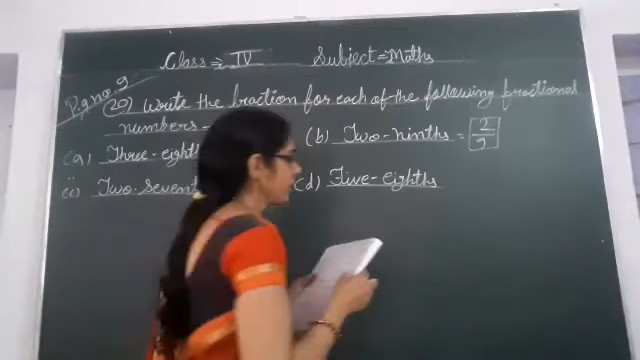 Class ⇒ IV Subject = Maths
P.g no. 9
(20) Write the fraction for each of the following fractional
numbers -
(a) Three-eighth (b) Two-ninths = 2/9
(c) Two-sevent (d) Five-eighths